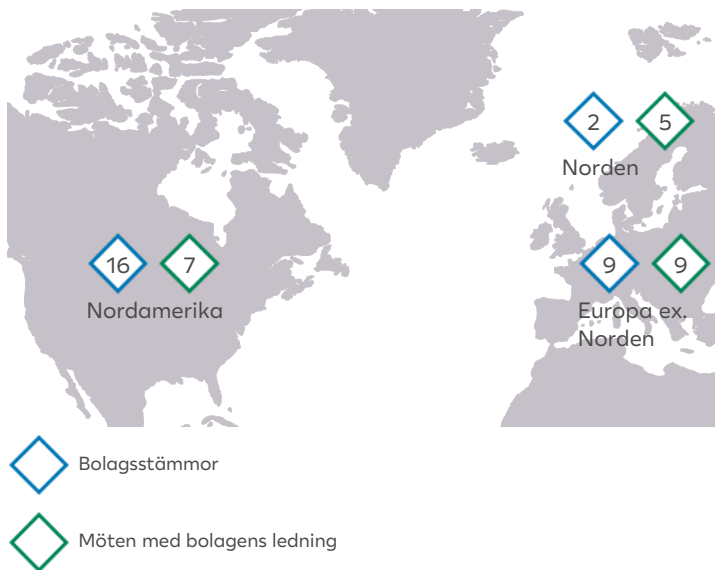 2 5
Norden
16 7
Nordamerika
9 9
Europa ex.
Norden
Bolagsstämmor
Möten med bolagens ledning